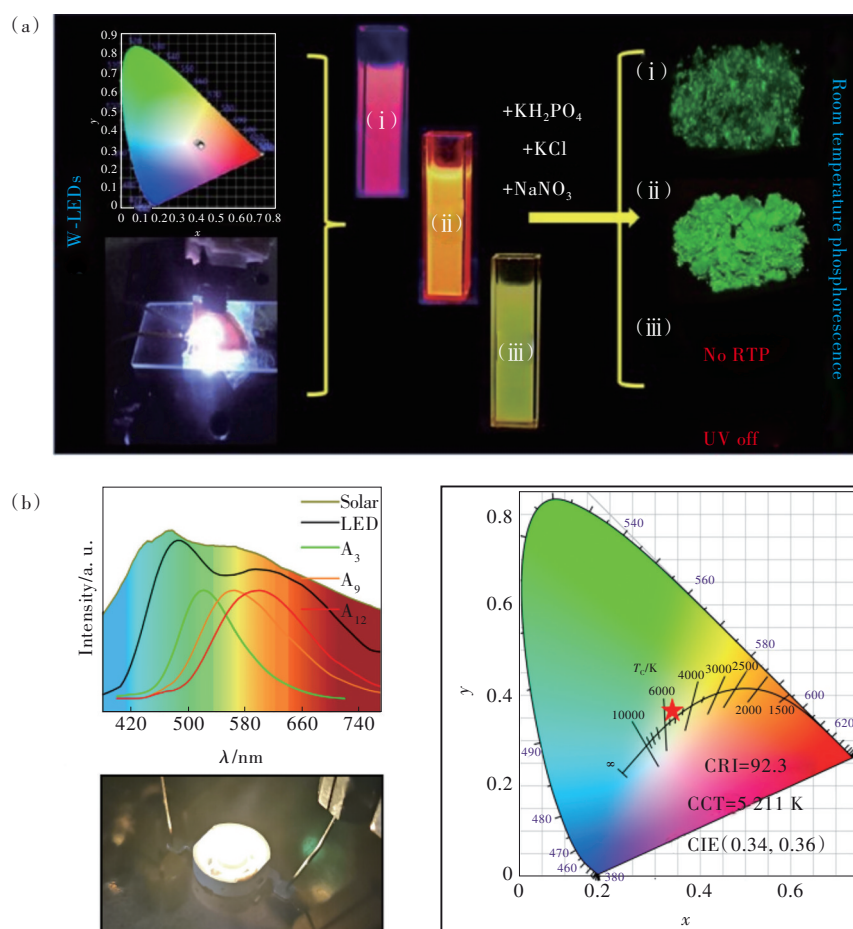 (a)
0.9
0.8
0.7
0.6
0.5
0.4
0.3
0.2
0.1
0
y
0 0.1 0.2 0.3 0.4 0.5 0.6 0.7 0.8
x
W-LEDs
(i)
(ii)
(iii)
+KH₂PO₄
+KCl
+NaNO₃
(i)
(ii)
(iii)
No RTP
UV off
Room temperature phosphorescence
(b)
Solar
LED
A₃
A₉
A₁₂
Intensity/a. u.
420 500 580 660 740
λ/nm
0.8
0.6
0.4
0.2
0
y
540
560
580
600
620
490
480
470
460
380
T_C/K
∞
10000
6000
4000
3000
2500
2000
1500
CRI=92.3
CCT=5 211 K
CIE(0.34, 0.36)
0 0.2 0.4 0.6
x